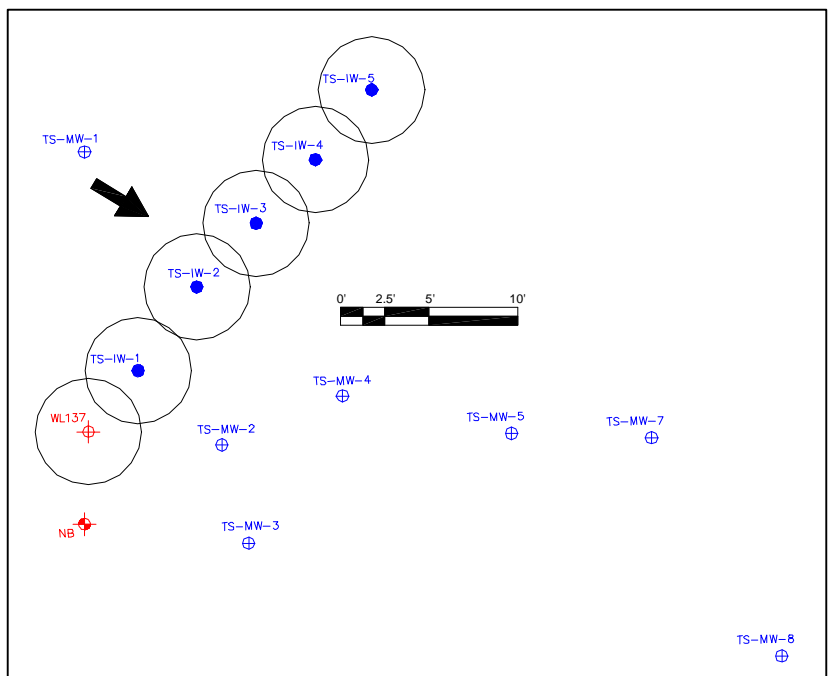 TS-IW-5
TS-MW-1
TS-IW-4
TS-IW-3
TS-IW-2
0' 2.5' 5' 10'
TS-IW-1
TS-MW-4
WL137
TS-MW-2
TS-MW-5
TS-MW-7
NB
TS-MW-3
TS-MW-8